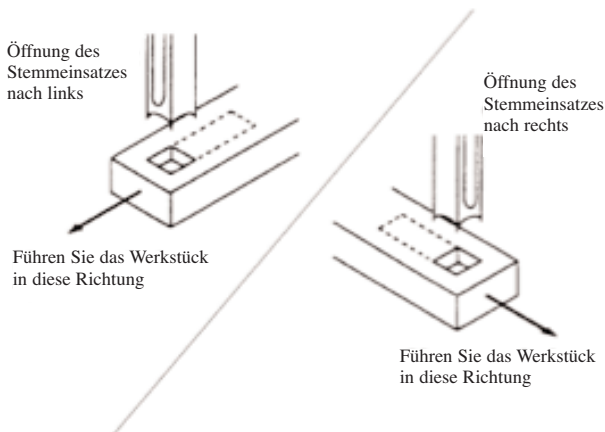 Öffnung des
Stemmeinsatzes
nach links
Führen Sie das Werkstück
in diese Richtung
Öffnung des
Stemmeinsatzes
nach rechts
Führen Sie das Werkstück
in diese Richtung